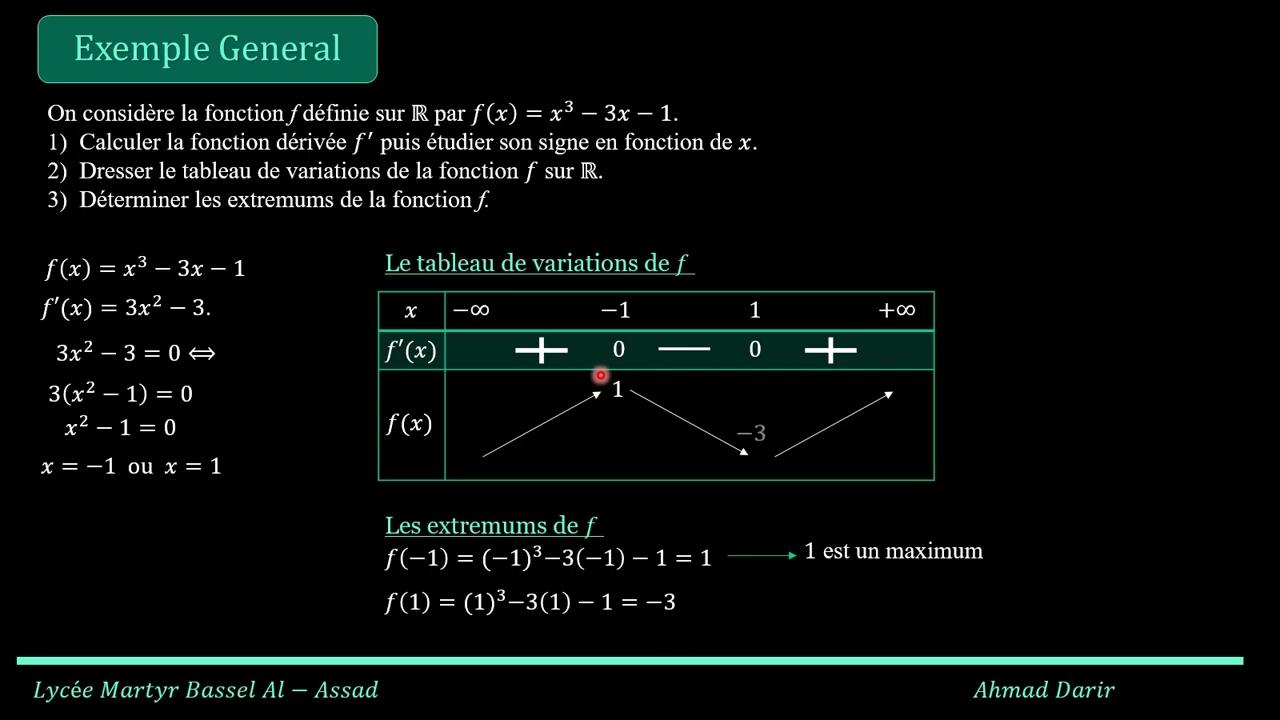 Exemple General
On considère la fonction f définie sur ℝ par f(x) = x³ − 3x − 1.
1) Calculer la fonction dérivée f′ puis étudier son signe en fonction de x.
2) Dresser le tableau de variations de la fonction f sur ℝ.
3) Déterminer les extremums de la fonction f.
f(x) = x³ − 3x − 1
f′(x) = 3x² − 3.
3x² − 3 = 0 ⇔
3(x² − 1) = 0
x² − 1 = 0
x = −1 ou x = 1
Le tableau de variations de f
x −∞ −1 1 +∞
f′(x) + 0 − 0 +
1
f(x) −3
Les extremums de f
f(−1) = (−1)³−3(−1) − 1 = 1 → 1 est un maximum
f(1) = (1)³−3(1) − 1 = −3
Lycée Martyr Bassel Al − Assad
Ahmad Darir